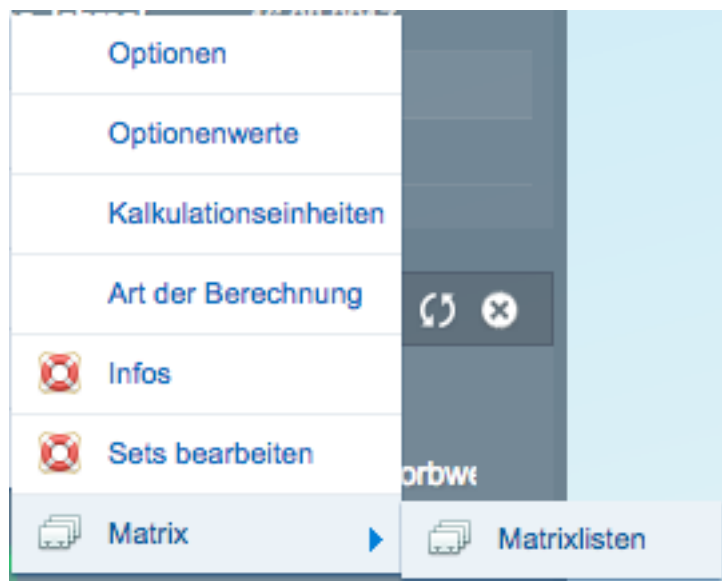 Optionen
Optionenwerte
Kalkulationseinheiten
Art der Berechnung
Infos
Sets bearbeiten
Matrix
Matrixlisten